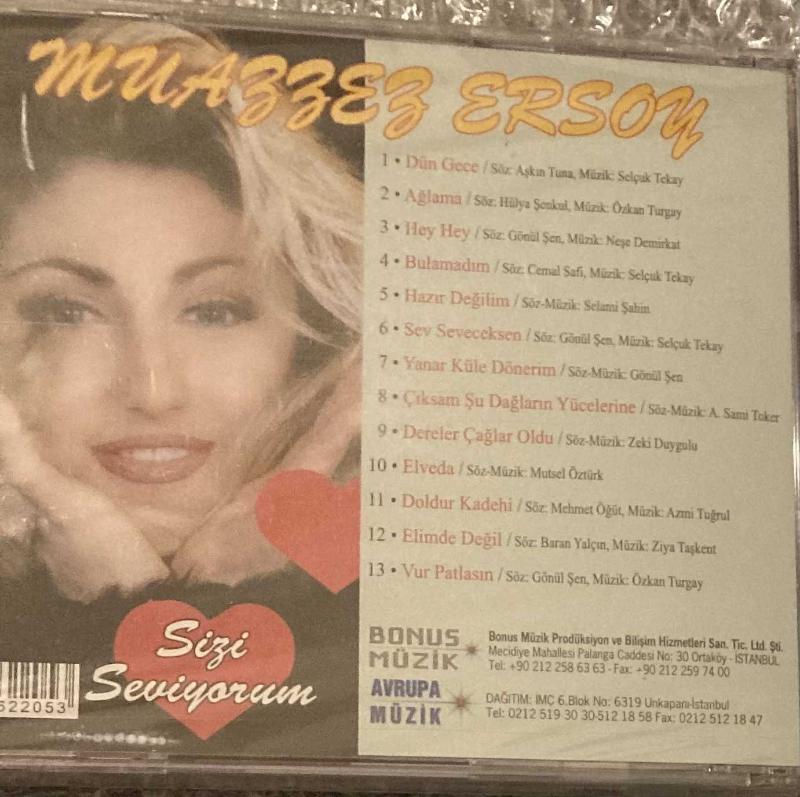 MUAZZEZ ERSOY
1 • Dün Gece / Söz: Aşkın Tuna, Müzik: Selçuk Tekay
2 • Ağlama / Söz: Hülya Şenkul, Müzik: Özkan Turgay
3 • Hey Hey / Söz: Gönül Şen, Müzik: Neşe Demirkat
4 • Bulamadım / Söz: Cemal Safi, Müzik: Selçuk Tekay
5 • Hazır Değilim / Söz-Müzik: Selami Şahin
6 • Sev Seveceksen / Söz: Gönül Şen, Müzik: Selçuk Tekay
7 • Yanar Küle Dönerim / Söz-Müzik: Gönül Şen
8 • Çıksam Şu Dağların Yücelerine / Söz-Müzik: A. Sami Toker
9 • Dereler Çağlar Oldu / Söz-Müzik: Zeki Duygulu
10 • Elveda / Söz-Müzik: Mutsel Öztürk
11 • Doldur Kadehi / Söz: Mehmet Öğüt, Müzik: Azmi Tuğrul
12 • Elimde Değil / Söz: Baran Yalçın, Müzik: Ziya Taşkent
13 • Vur Patlasın / Söz: Gönül Şen, Müzik: Özkan Turgay
Sizi
Seviyorum
522053
BONUS
MÜZİK
Bonus Müzik Prodüksiyon ve Bilişim Hizmetleri San. Tic. Ltd. Şti.
Mecidiye Mahallesi Palanga Caddesi No: 30 Ortaköy - İSTANBUL
Tel: +90 212 258 63 63 - Fax: +90 212 259 74 00
AVRUPA
MÜZİK
DAĞITIM: IMÇ 6.Blok No: 6319 Unkapanı-İstanbul
Tel: 0212 519 30 30-512 18 58 Fax: 0212 512 18 47